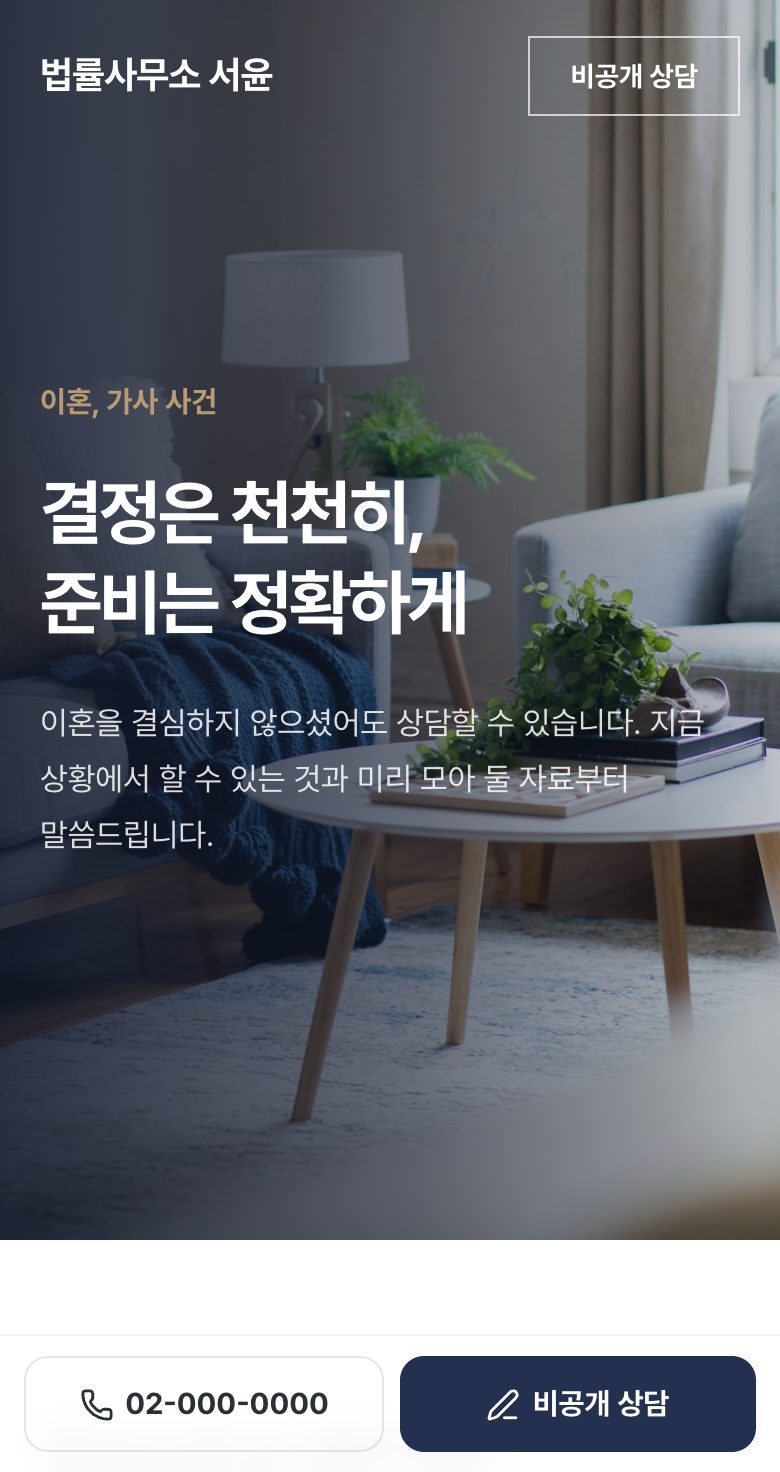 법률사무소 서윤
비공개 상담
이혼, 가사 사건
결정은 천천히,
준비는 정확하게
이혼을 결심하지 않으셨어도 상담할 수 있습니다. 지금
상황에서 할 수 있는 것과 미리 모아 둘 자료부터
말씀드립니다.
02-000-0000
비공개 상담